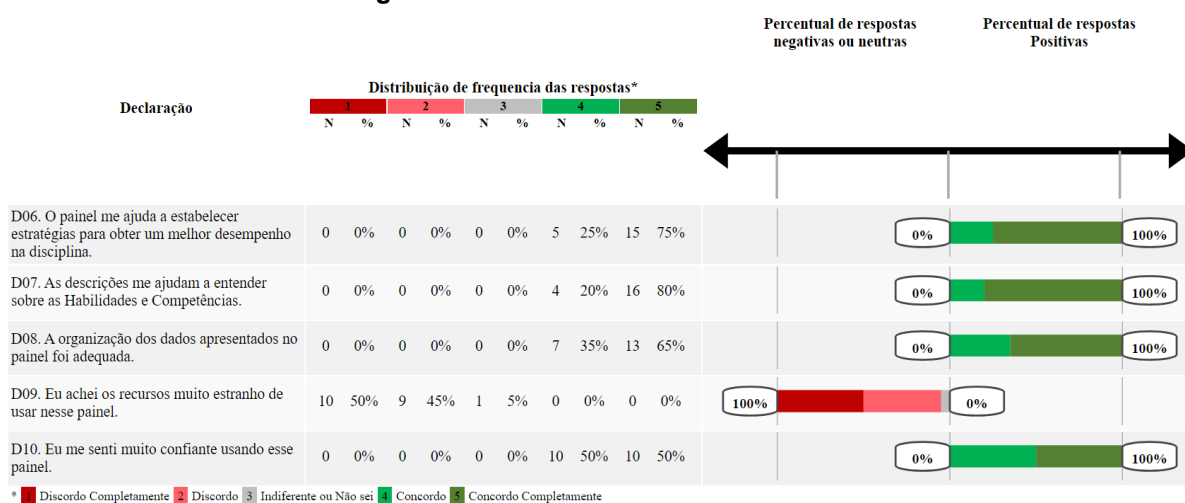 Percentual de respostas negativas ou neutras
Percentual de respostas Positivas
Distribuição de frequencia das respostas*
Declaração
1 2 3 4 5
N % N % N % N % N %
D06. O painel me ajuda a estabelecer
estratégias para obter um melhor desempenho
na disciplina.
0 0% 0 0% 0 0% 5 25% 15 75%
0% 100%
D07. As descrições me ajudam a entender
sobre as Habilidades e Competências.
0 0% 0 0% 0 0% 4 20% 16 80%
0% 100%
D08. A organização dos dados apresentados no
painel foi adequada.
0 0% 0 0% 0 0% 7 35% 13 65%
0% 100%
D09. Eu achei os recursos muito estranho de
usar nesse painel.
10 50% 9 45% 1 5% 0 0% 0 0%
100% 0%
D10. Eu me senti muito confiante usando esse
painel.
0 0% 0 0% 0 0% 10 50% 10 50%
0% 100%
* 1 Discordo Completamente 2 Discordo 3 Indiferente ou Não sei 4 Concordo 5 Concordo Completamente